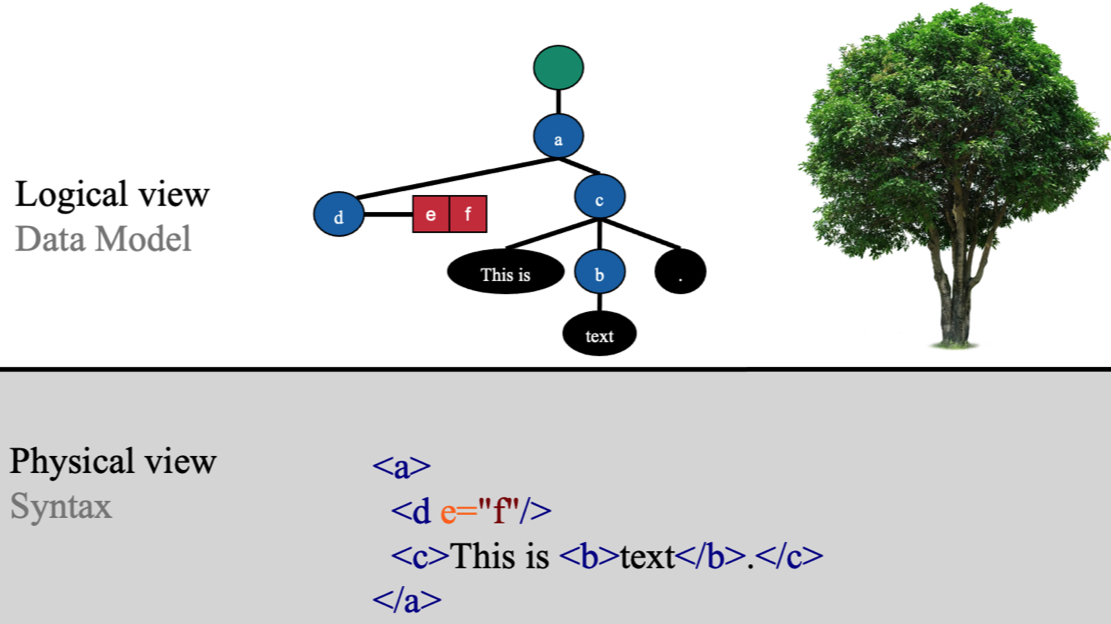 a
Logical view
Data Model
d
e f
c
This is
b
.
text
Physical view
Syntax
<a>
<d e="f"/>
<c>This is <b>text</b>.</c>
</a>